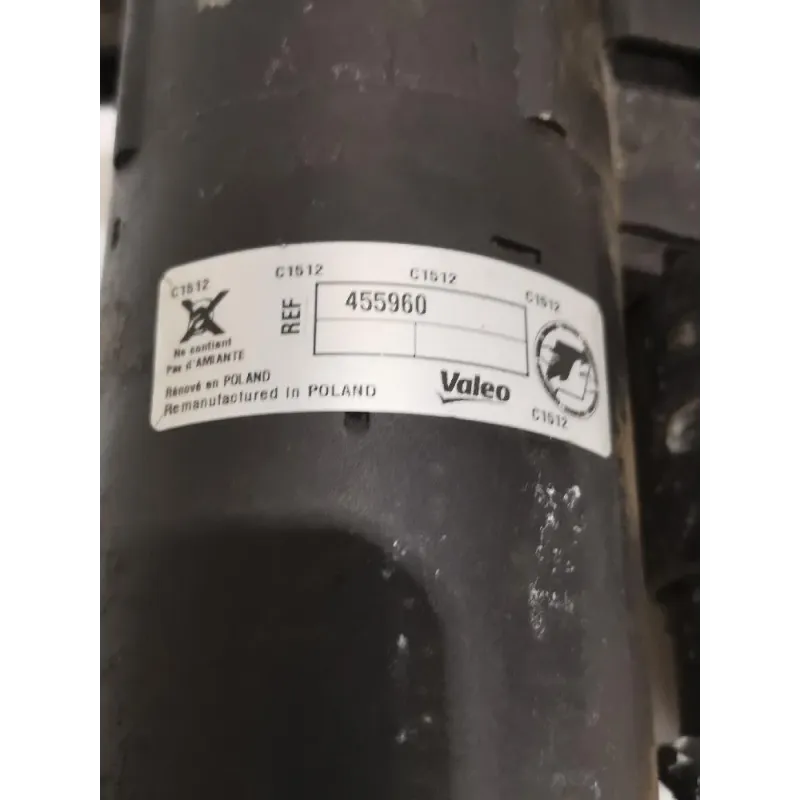 C1512
C1512
C1512
C1512
REF
455960
Ne contient
Pas d'AMIANTE
Rénové en POLAND
Remanufactured in POLAND
Valeo
C1512